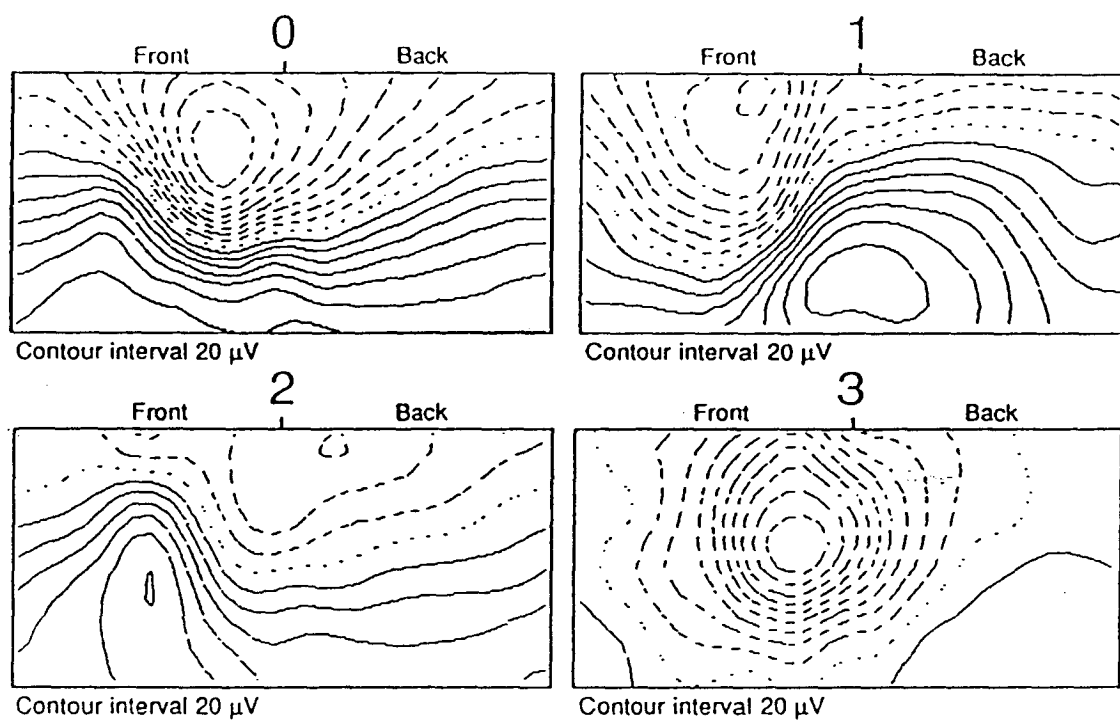 0
Front Back
Contour interval 20 µV
1
Front Back
Contour interval 20 µV
2
Front Back
Contour interval 20 µV
3
Front Back
Contour interval 20 µV